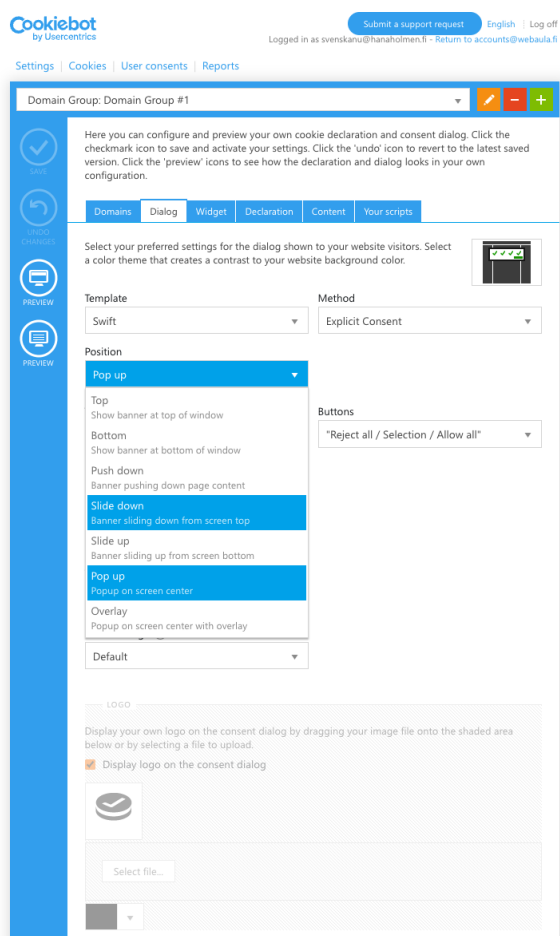 Cookiebot
by Usercentrics
Submit a support request English | Log off
Logged in as svenskanu@hanaholmen.fi - Return to accounts@webaula.fi
Settings | Cookies | User consents | Reports
Domain Group: Domain Group #1
SAVE
UNDO
CHANGES
PREVIEW
PREVIEW
Here you can configure and preview your own cookie declaration and consent dialog. Click the
checkmark icon to save and activate your settings. Click the 'undo' icon to revert to the latest saved
version. Click the 'preview' icons to see how the declaration and dialog looks in your own
configuration.
Domains Dialog Widget Declaration Content Your scripts
Select your preferred settings for the dialog shown to your website visitors. Select
a color theme that creates a contrast to your website background color.
Template Method
Swift Explicit Consent
Position
Pop up
Top
Show banner at top of window
Bottom
Show banner at bottom of window
Push down
Banner pushing down page content
Slide down
Banner sliding down from screen top
Slide up
Banner sliding up from screen bottom
Pop up
Popup on screen center
Overlay
Popup on screen center with overlay
Buttons
"Reject all / Selection / Allow all"
Default
LOGO
Display your own logo on the consent dialog by dragging your image file onto the shaded area
below or by selecting a file to upload.
Display logo on the consent dialog
Select file...